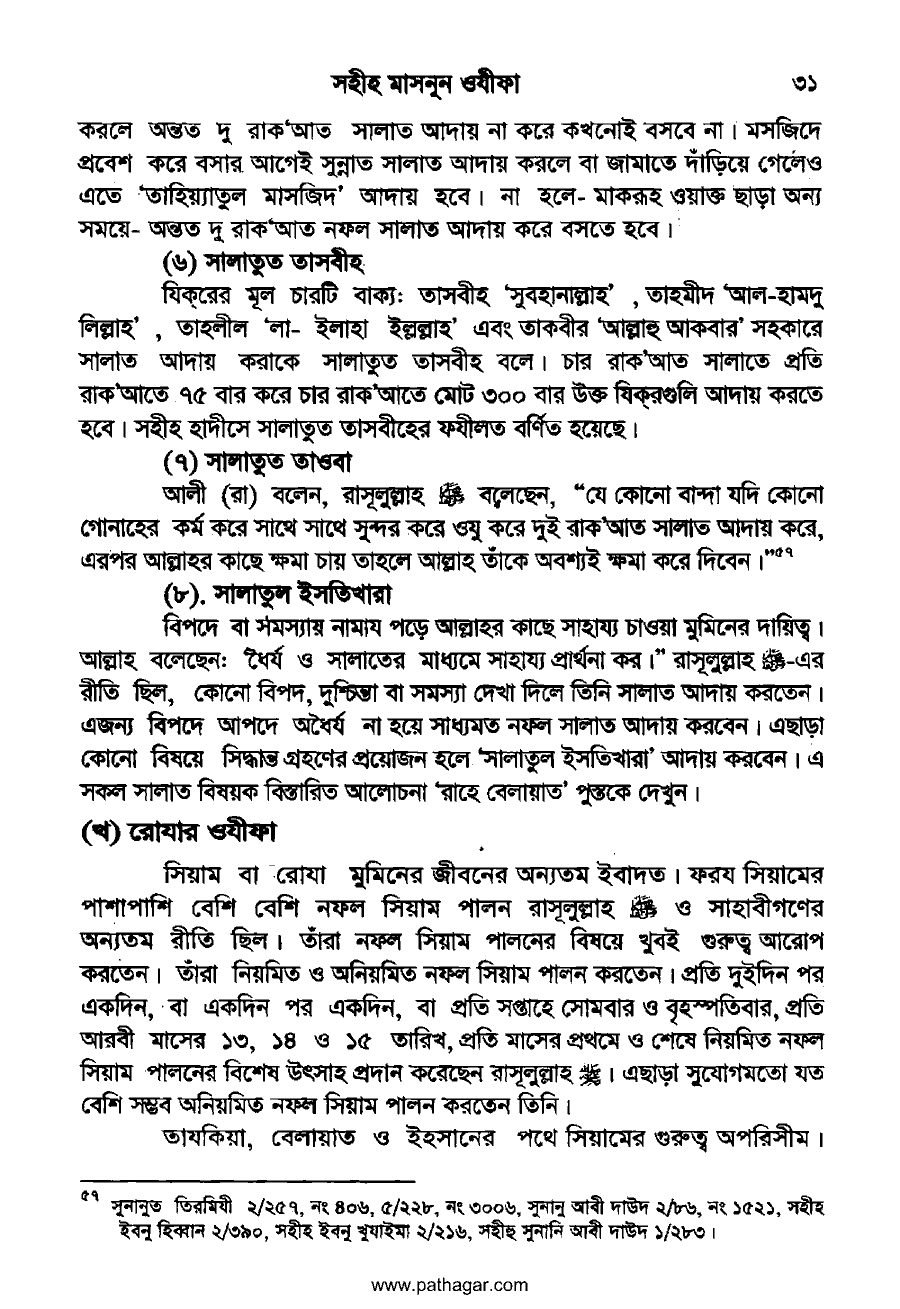 সহীহ মাসনূন ওযীফা ৩১
করলে অন্তত দু রাক‘আত সালাত আদায় না করে কখনোই বসবে না। মসজিদে
প্রবেশ করে বসার আগেই সুন্নাত সালাত আদায় করলে বা জামাতে দাঁড়িয়ে গেলেও
এতে ‘তাহিয়্যাতুল মাসজিদ’ আদায় হবে। না হলে- মাকরূহ ওয়াক্ত ছাড়া অন্য
সময়ে- অন্তত দু রাক‘আত নফল সালাত আদায় করে বসতে হবে।
(৬) সালাতুত তাসবীহ
যিক্‌রের মূল চারটি বাক্য: তাসবীহ ‘সুবহানাল্লাহ’ , তাহমীদ ‘আল-হামদু
লিল্লাহ’ , তাহলীল ‘লা- ইলাহা ইল্লল্লাহ’ এবং তাকবীর ‘আল্লাহু আকবার’ সহকারে
সালাত আদায় করাকে সালাতুত তাসবীহ বলে। চার রাক’আত সালাতে প্রতি
রাক’আতে ৭৫ বার করে চার রাক’আতে মোট ৩০০ বার উক্ত যিক্‌রগুলি আদায় করতে
হবে। সহীহ হাদীসে সালাতুত তাসবীহের ফযীলত বর্ণিত হয়েছে।
(৭) সালাতুত তাওবা
আলী (রা) বলেন, রাসূলুল্লাহ ﷺ বলেছেন, “যে কোনো বান্দা যদি কোনো
গোনাহের কর্ম করে সাথে সাথে সুন্দর করে ওযু করে দুই রাক’আত সালাত আদায় করে,
এরপর আল্লাহর কাছে ক্ষমা চায় তাহলে আল্লাহ তাঁকে অবশ্যই ক্ষমা করে দিবেন।”৫৭
(৮). সালাতুল ইসতিখারা
বিপদে বা সমস্যায় নামায পড়ে আল্লাহর কাছে সাহায্য চাওয়া মুমিনের দায়িত্ব।
আল্লাহ বলেছেন: “ধৈর্য ও সালাতের মাধ্যমে সাহায্য প্রার্থনা কর।” রাসূলুল্লাহ ﷺ-এর
রীতি ছিল, কোনো বিপদ, দুশ্চিন্তা বা সমস্যা দেখা দিলে তিনি সালাত আদায় করতেন।
এজন্য বিপদে আপদে অধৈর্য না হয়ে সাধ্যমত নফল সালাত আদায় করবেন। এছাড়া
কোনো বিষয়ে সিদ্ধান্ত গ্রহণের প্রয়োজন হলে ‘সালাতুল ইসতিখারা’ আদায় করবেন। এ
সকল সালাত বিষয়ক বিস্তারিত আলোচনা ‘রাহে বেলায়াত’ পুস্তকে দেখুন।
(খ) রোযার ওযীফা
সিয়াম বা রোযা মুমিনের জীবনের অন্যতম ইবাদত। ফরয সিয়ামের
পাশাপাশি বেশি বেশি নফল সিয়াম পালন রাসূলুল্লাহ ﷺ ও সাহাবীগণের
অন্যতম রীতি ছিল। তাঁরা নফল সিয়াম পালনের বিষয়ে খুবই গুরুত্ব আরোপ
করতেন। তাঁরা নিয়মিত ও অনিয়মিত নফল সিয়াম পালন করতেন। প্রতি দুইদিন পর
একদিন, বা একদিন পর একদিন, বা প্রতি সপ্তাহে সোমবার ও বৃহস্পতিবার, প্রতি
আরবী মাসের ১৩, ১৪ ও ১৫ তারিখ, প্রতি মাসের প্রথমে ও শেষে নিয়মিত নফল
সিয়াম পালনের বিশেষ উৎসাহ প্রদান করেছেন রাসূলুল্লাহ ﷺ। এছাড়া সুযোগমতো যত
বেশি সম্ভব অনিয়মিত নফল সিয়াম পালন করতেন তিনি।
তাযকিয়া, বেলায়াত ও ইহসানের পথে সিয়ামের গুরুত্ব অপরিসীম।
৫৭ সুনানুত তিরমিযী ২/২৫৭, নং ৪০৬, ৫/২২৮, নং ৩০০৬, সুনানু আবী দাউদ ২/৮৬, নং ১৫২১, সহীহ
ইবনু হিব্বান ২/৩৯০, সহীহ ইবনু খুযাইমা ২/২১৬, সহীহু সুনানি আবী দাউদ ১/২৮৩।
www.pathagar.com